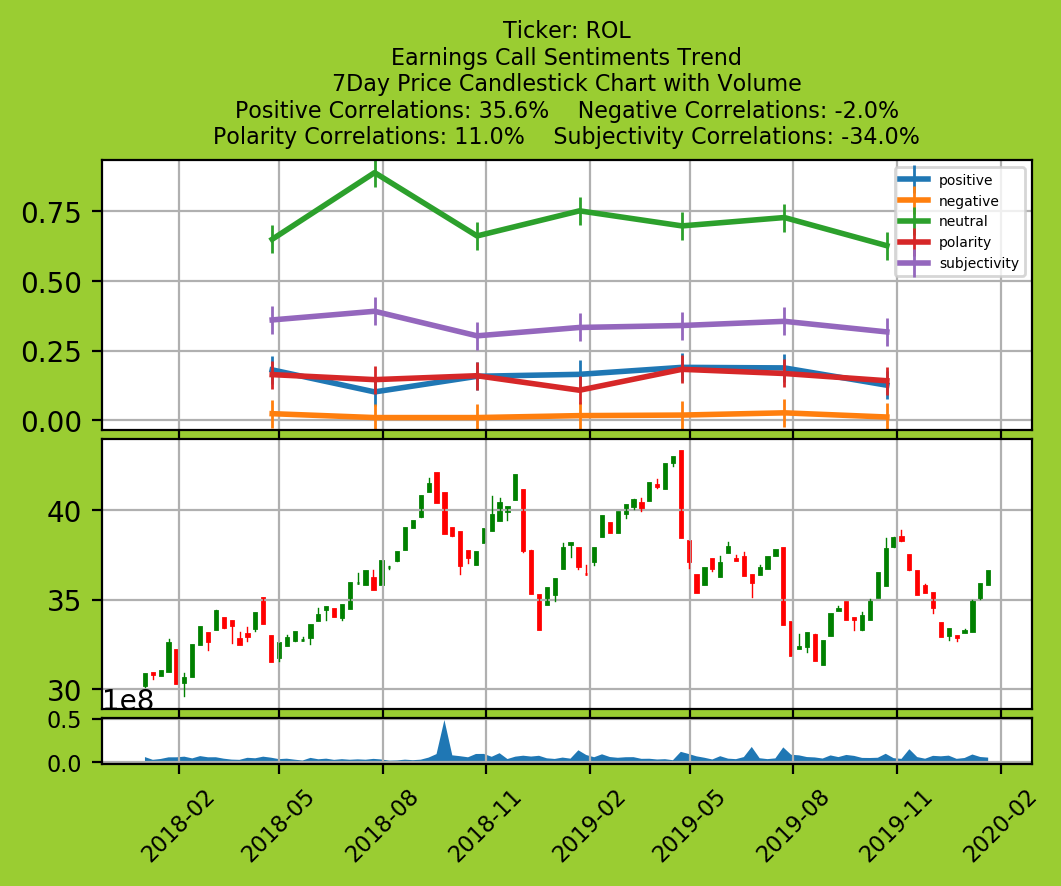 Ticker: ROL
Earnings Call Sentiments Trend
7Day Price Candlestick Chart with Volume
Positive Correlations: 35.6%    Negative Correlations: -2.0%
Polarity Correlations: 11.0%    Subjectivity Correlations: -34.0%
positive
negative
neutral
polarity
subjectivity
0.75
0.50
0.25
0.00
40
35
30
1e8
0.5
0.0
2018-02 2018-05 2018-08 2018-11 2019-02 2019-05 2019-08 2019-11 2020-02